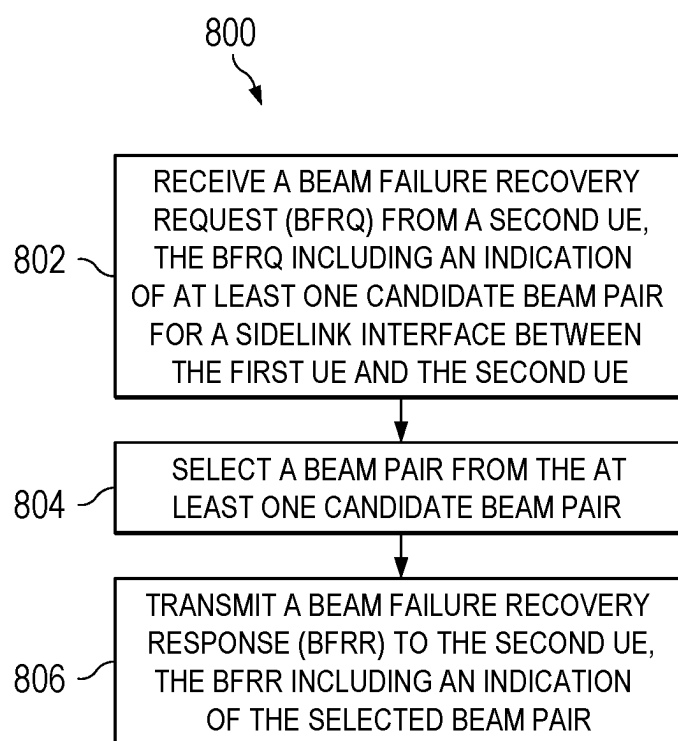 800
802
RECEIVE A BEAM FAILURE RECOVERY
REQUEST (BFRQ) FROM A SECOND UE,
THE BFRQ INCLUDING AN INDICATION
OF AT LEAST ONE CANDIDATE BEAM PAIR
FOR A SIDELINK INTERFACE BETWEEN
THE FIRST UE AND THE SECOND UE
804
SELECT A BEAM PAIR FROM THE AT
LEAST ONE CANDIDATE BEAM PAIR
806
TRANSMIT A BEAM FAILURE RECOVERY
RESPONSE (BFRR) TO THE SECOND UE,
THE BFRR INCLUDING AN INDICATION
OF THE SELECTED BEAM PAIR